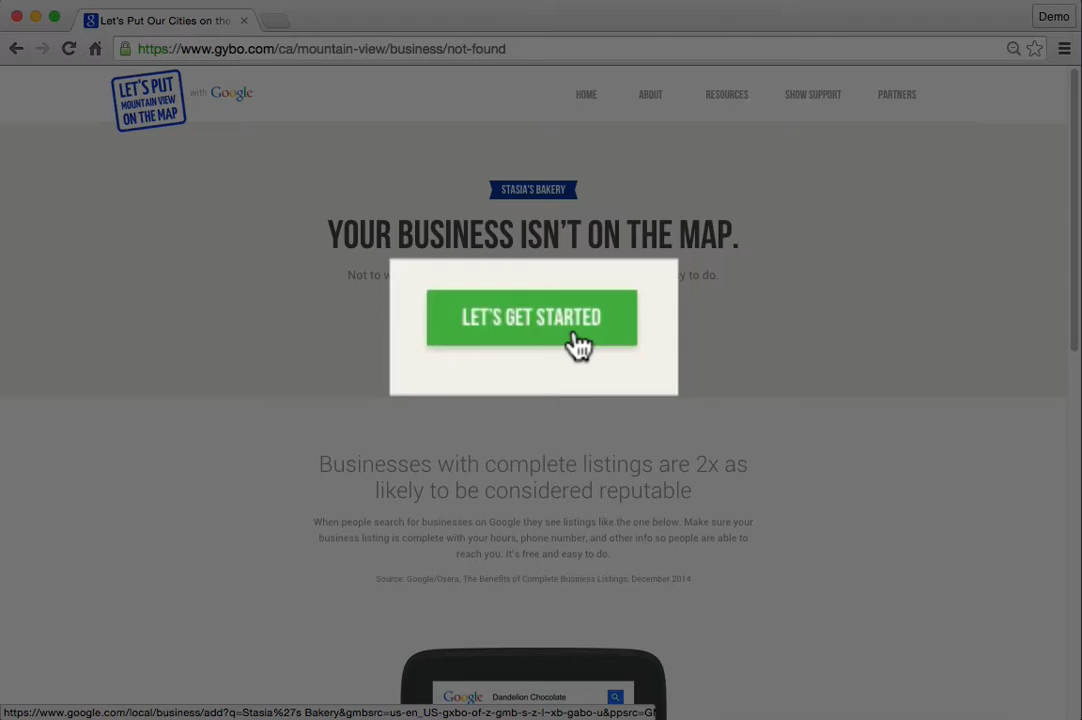 Let's Put Our Cities on the
Demo
https://www.gybo.com/ca/mountain-view/business/not-found
LET'S PUT
MOUNTAIN VIEW
ON THE MAP
with Google
HOME
ABOUT
RESOURCES
SHOW SUPPORT
PARTNERS
STASIA'S BAKERY
YOUR BUSINESS ISN'T ON THE MAP.
Not to
y to do.
LET'S GET STARTED
Businesses with complete listings are 2x as
likely to be considered reputable
When people search for businesses on Google they see listings like the one below. Make sure your
business listing is complete with your hours, phone number, and other info so people are able to
reach you. It's free and easy to do.
Source: Google/Oxera, The Benefits of Complete Business Listings, December 2014
Google Dandelion Chocolate
https://www.google.com/local/business/add?q=Stasia%27s Bakery&gmbsrc=us-en_US-gxbo-of-z-gmb-s-z-l~xb-gabo-u&ppsrc=G